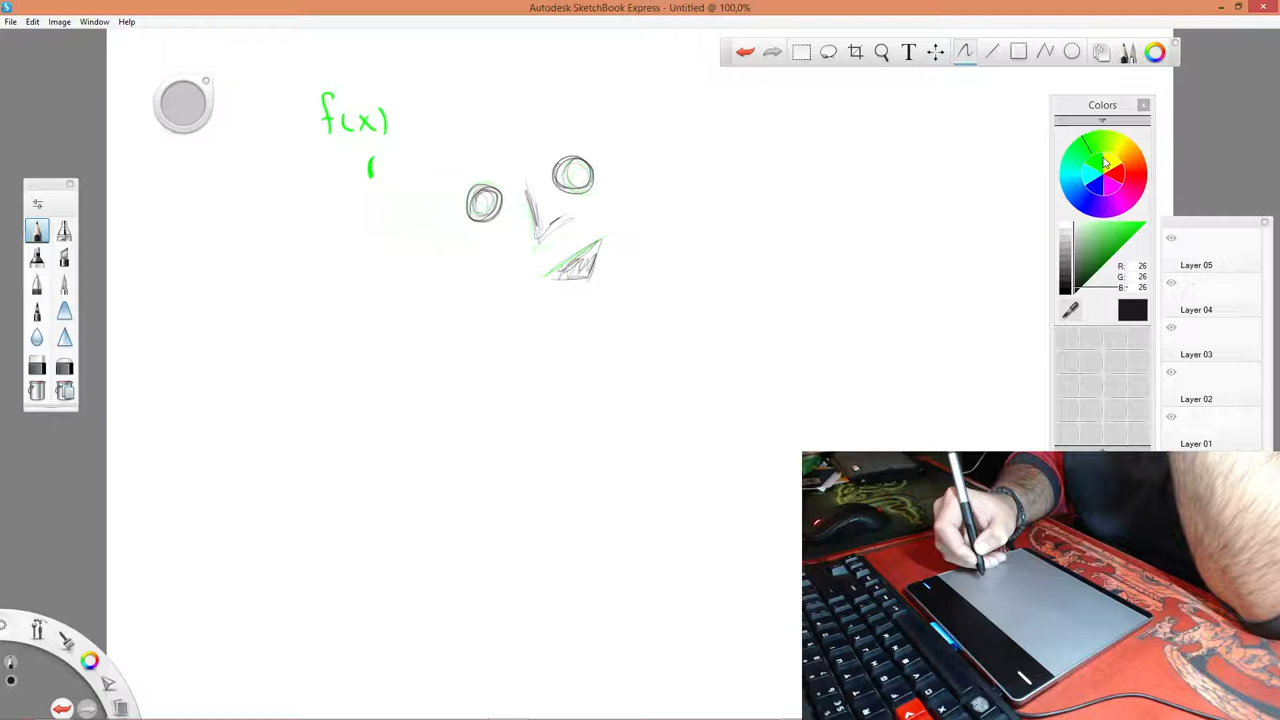 Autodesk SketchBook Express - Untitled @ 100,0%
File Edit Image Window Help
T
f(x)
Colors
R: 26
G: 26
B: 26
Layer 05
Layer 04
Layer 03
Layer 02
Layer 01